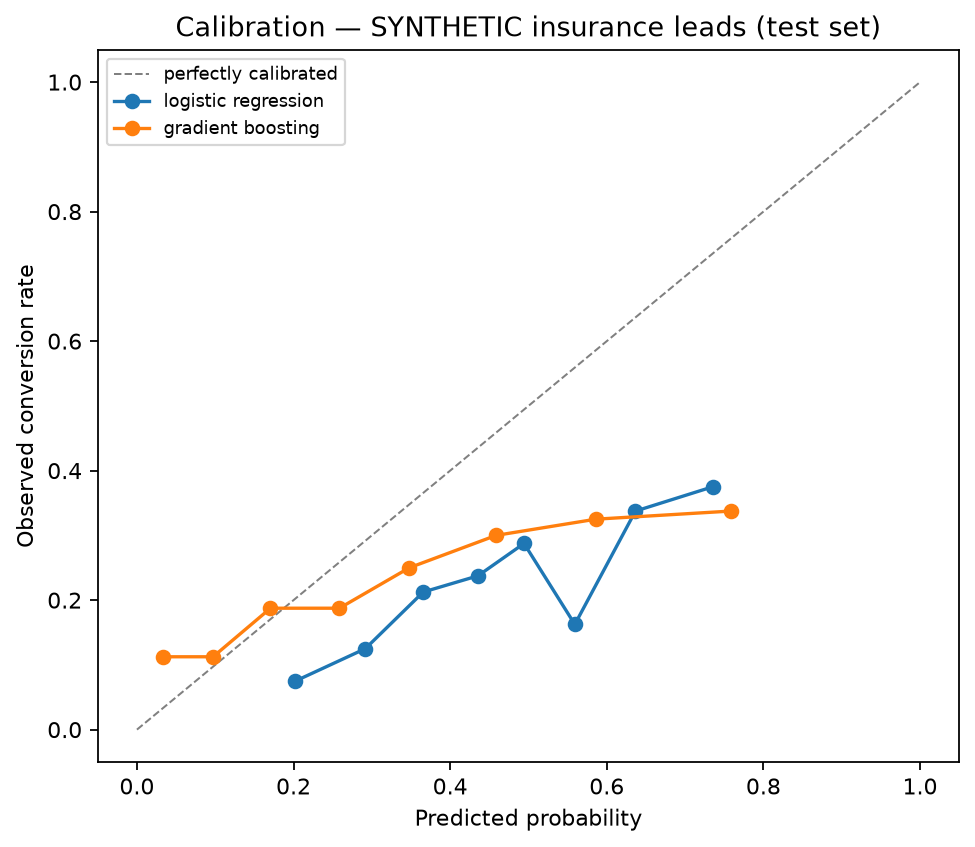 Calibration — SYNTHETIC insurance leads (test set)
perfectly calibrated
logistic regression
gradient boosting
1.0
0.8
0.6
0.4
0.2
0.0
Observed conversion rate
0.0 0.2 0.4 0.6 0.8 1.0
Predicted probability